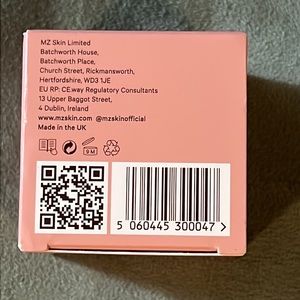 MZ Skin Limited
Batchworth House,
Batchworth Place,
Church Street, Rickmansworth,
Hertfordshire, WD3 1JE
EU RP: CE.way Regulatory Consultants
13 Upper Baggot Street,
4 Dublin, Ireland
www.mzskin.com @mzskinofficial
Made in the UK
9 M
5 060445 300047 >